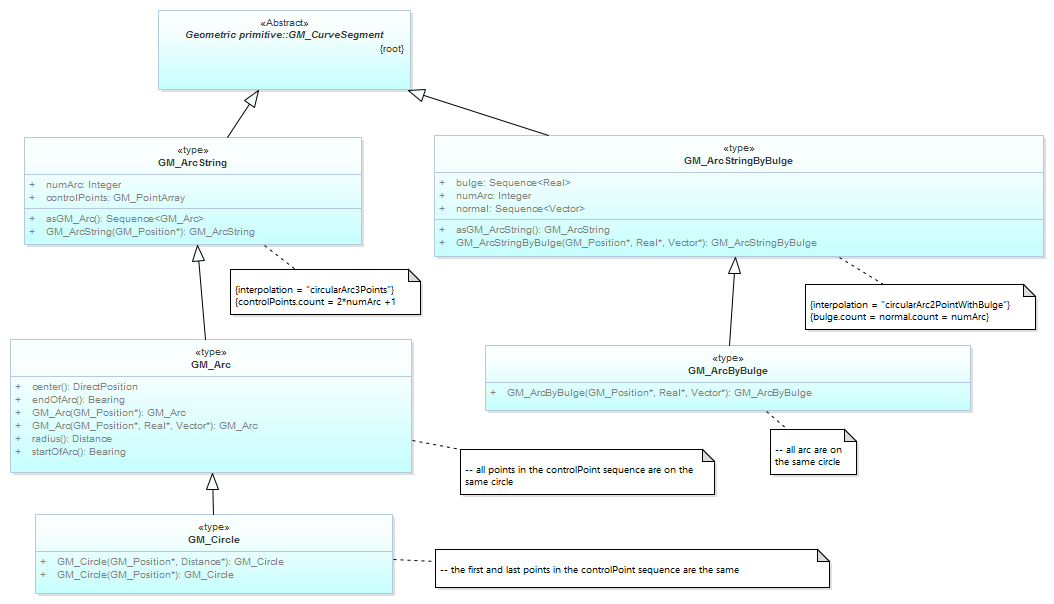 «Abstract»
Geometric primitive::GM_CurveSegment
{root}
«type»
GM_ArcString
+ numArc: Integer
+ controlPoints: GM_PointArray
+ asGM_Arc(): Sequence<GM_Arc>
+ GM_ArcString(GM_Position*): GM_ArcString
«type»
GM_ArcStringByBulge
+ bulge: Sequence<Real>
+ numArc: Integer
+ normal: Sequence<Vector>
+ asGM_ArcString(): GM_ArcString
+ GM_ArcStringByBulge(GM_Position*, Real*, Vector*): GM_ArcStringByBulge
{interpolation = "circularArc3Points"}
{controlPoints.count = 2*numArc +1
{interpolation = "circularArc2PointWithBulge"}
{bulge.count = normal.count = numArc}
«type»
GM_Arc
+ center(): DirectPosition
+ endOfArc(): Bearing
+ GM_Arc(GM_Position*): GM_Arc
+ GM_Arc(GM_Position*, Real*, Vector*): GM_Arc
+ radius(): Distance
+ startOfArc(): Bearing
«type»
GM_ArcByBulge
+ GM_ArcByBulge(GM_Position*, Real*, Vector*): GM_ArcByBulge
-- all arc are on
the same circle
-- all points in the controlPoint sequence are on the
same circle
«type»
GM_Circle
+ GM_Circle(GM_Position*, Distance*): GM_Circle
+ GM_Circle(GM_Position*): GM_Circle
-- the first and last points in the controlPoint sequence are the same